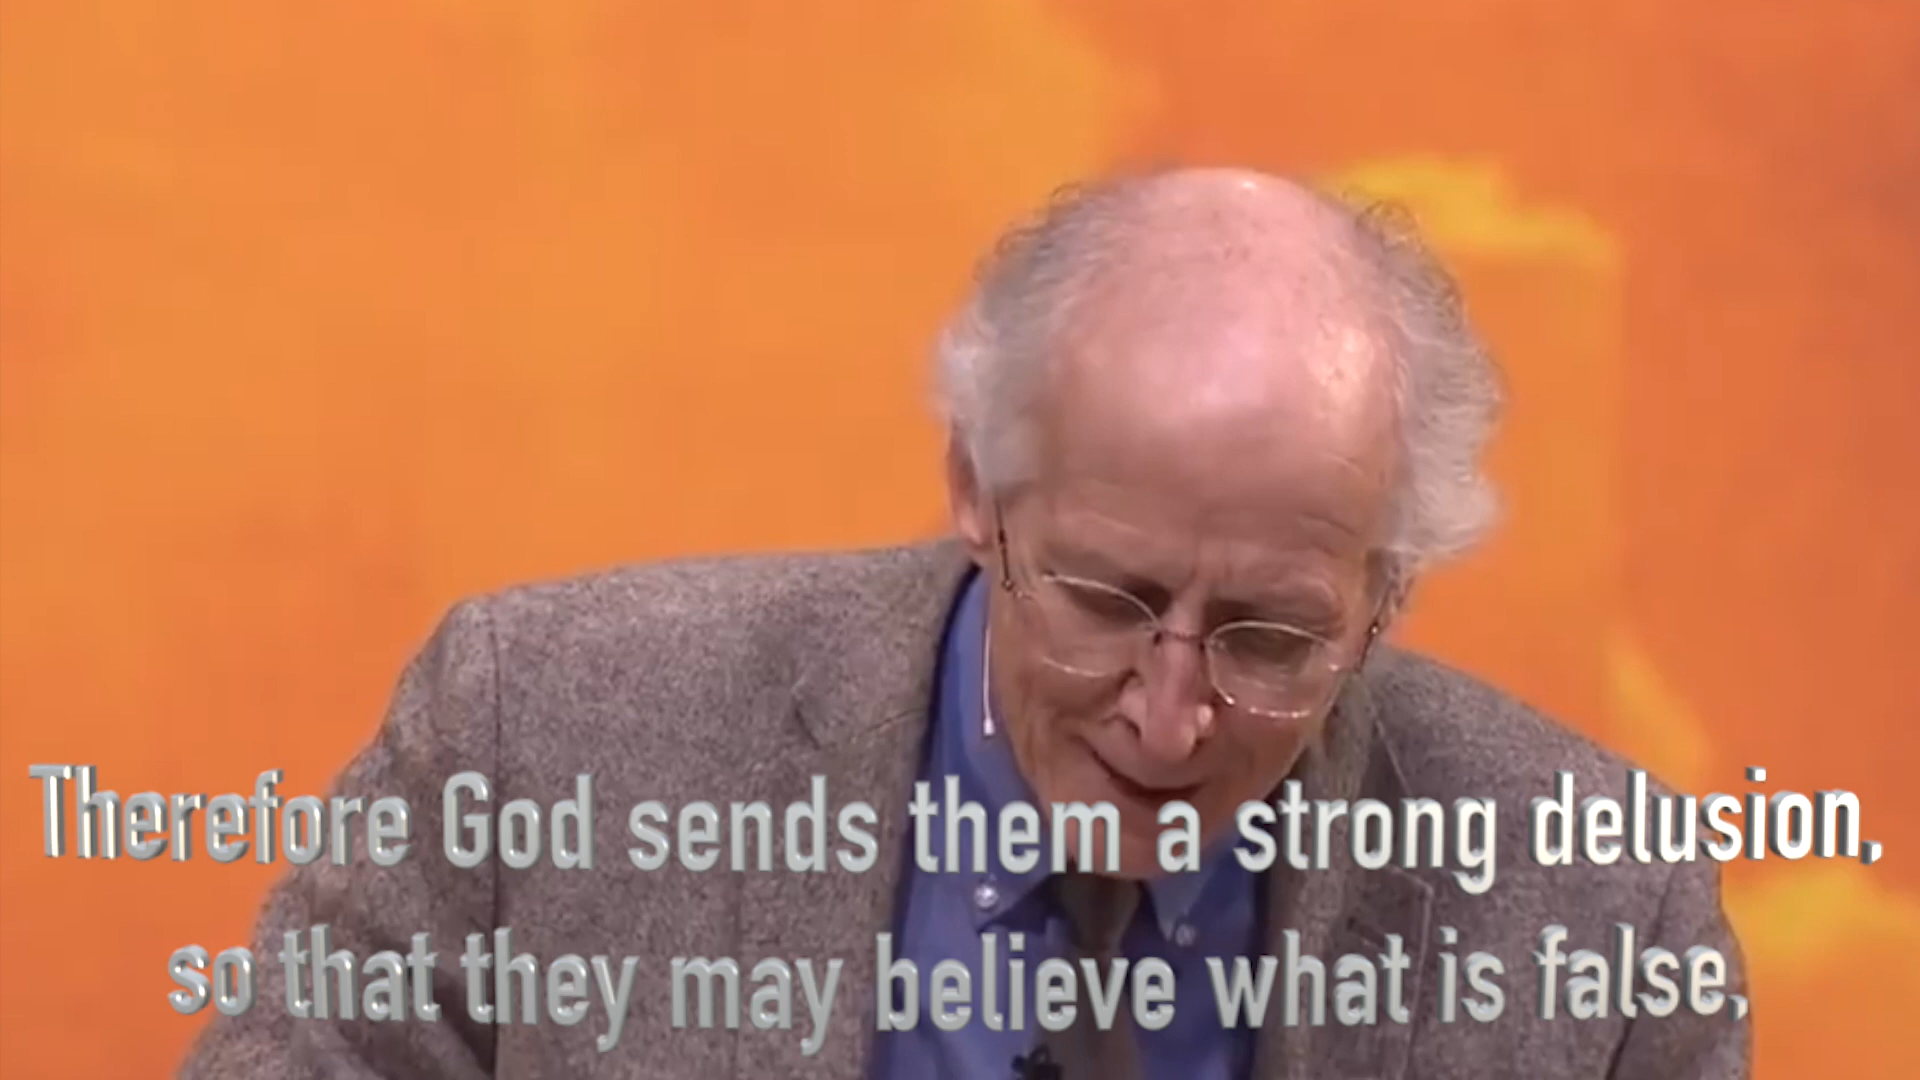 Therefore God sends them a strong delusion,
so that they may believe what is false,